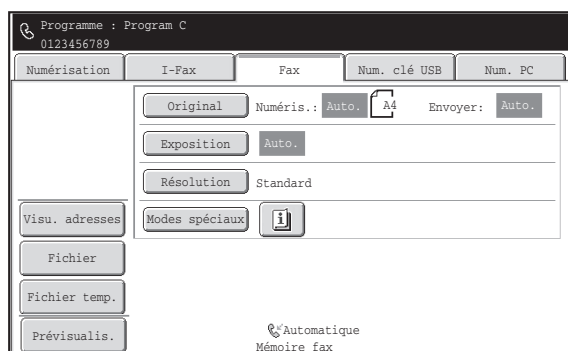 Programme : Program C
0123456789
Numérisation I-Fax Fax Num. clé USB Num. PC
Original Numéris.: Auto. A4 Envoyer: Auto.
Exposition Auto.
Résolution Standard
Visu. adresses Modes spéciaux
Fichier
Fichier temp.
Prévisualis. Automatique
Mémoire fax